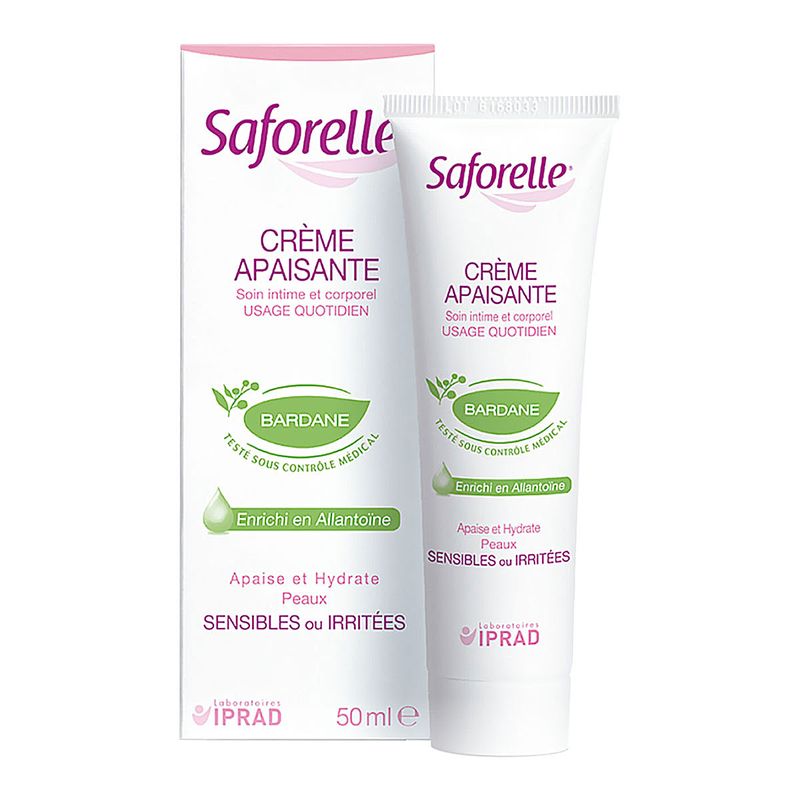 Saforelle
CRÈME
APAISANTE
Soin intime et corporel
USAGE QUOTIDIEN
BARDANE
TESTÉ SOUS CONTRÔLE MÉDICAL
Enrichi en Allantoïne
Apaise et Hydrate
Peaux
SENSIBLES ou IRRITÉES
Laboratoires
IPRAD
50 ml e
LOT 6168033
Saforelle®
CRÈME
APAISANTE
Soin intime et corporel
USAGE QUOTIDIEN
BARDANE
TESTÉ SOUS CONTRÔLE MÉDICAL
Enrichi en Allantoïne
Apaise et Hydrate
Peaux
SENSIBLES ou IRRITÉES
Laboratoires
IPRAD